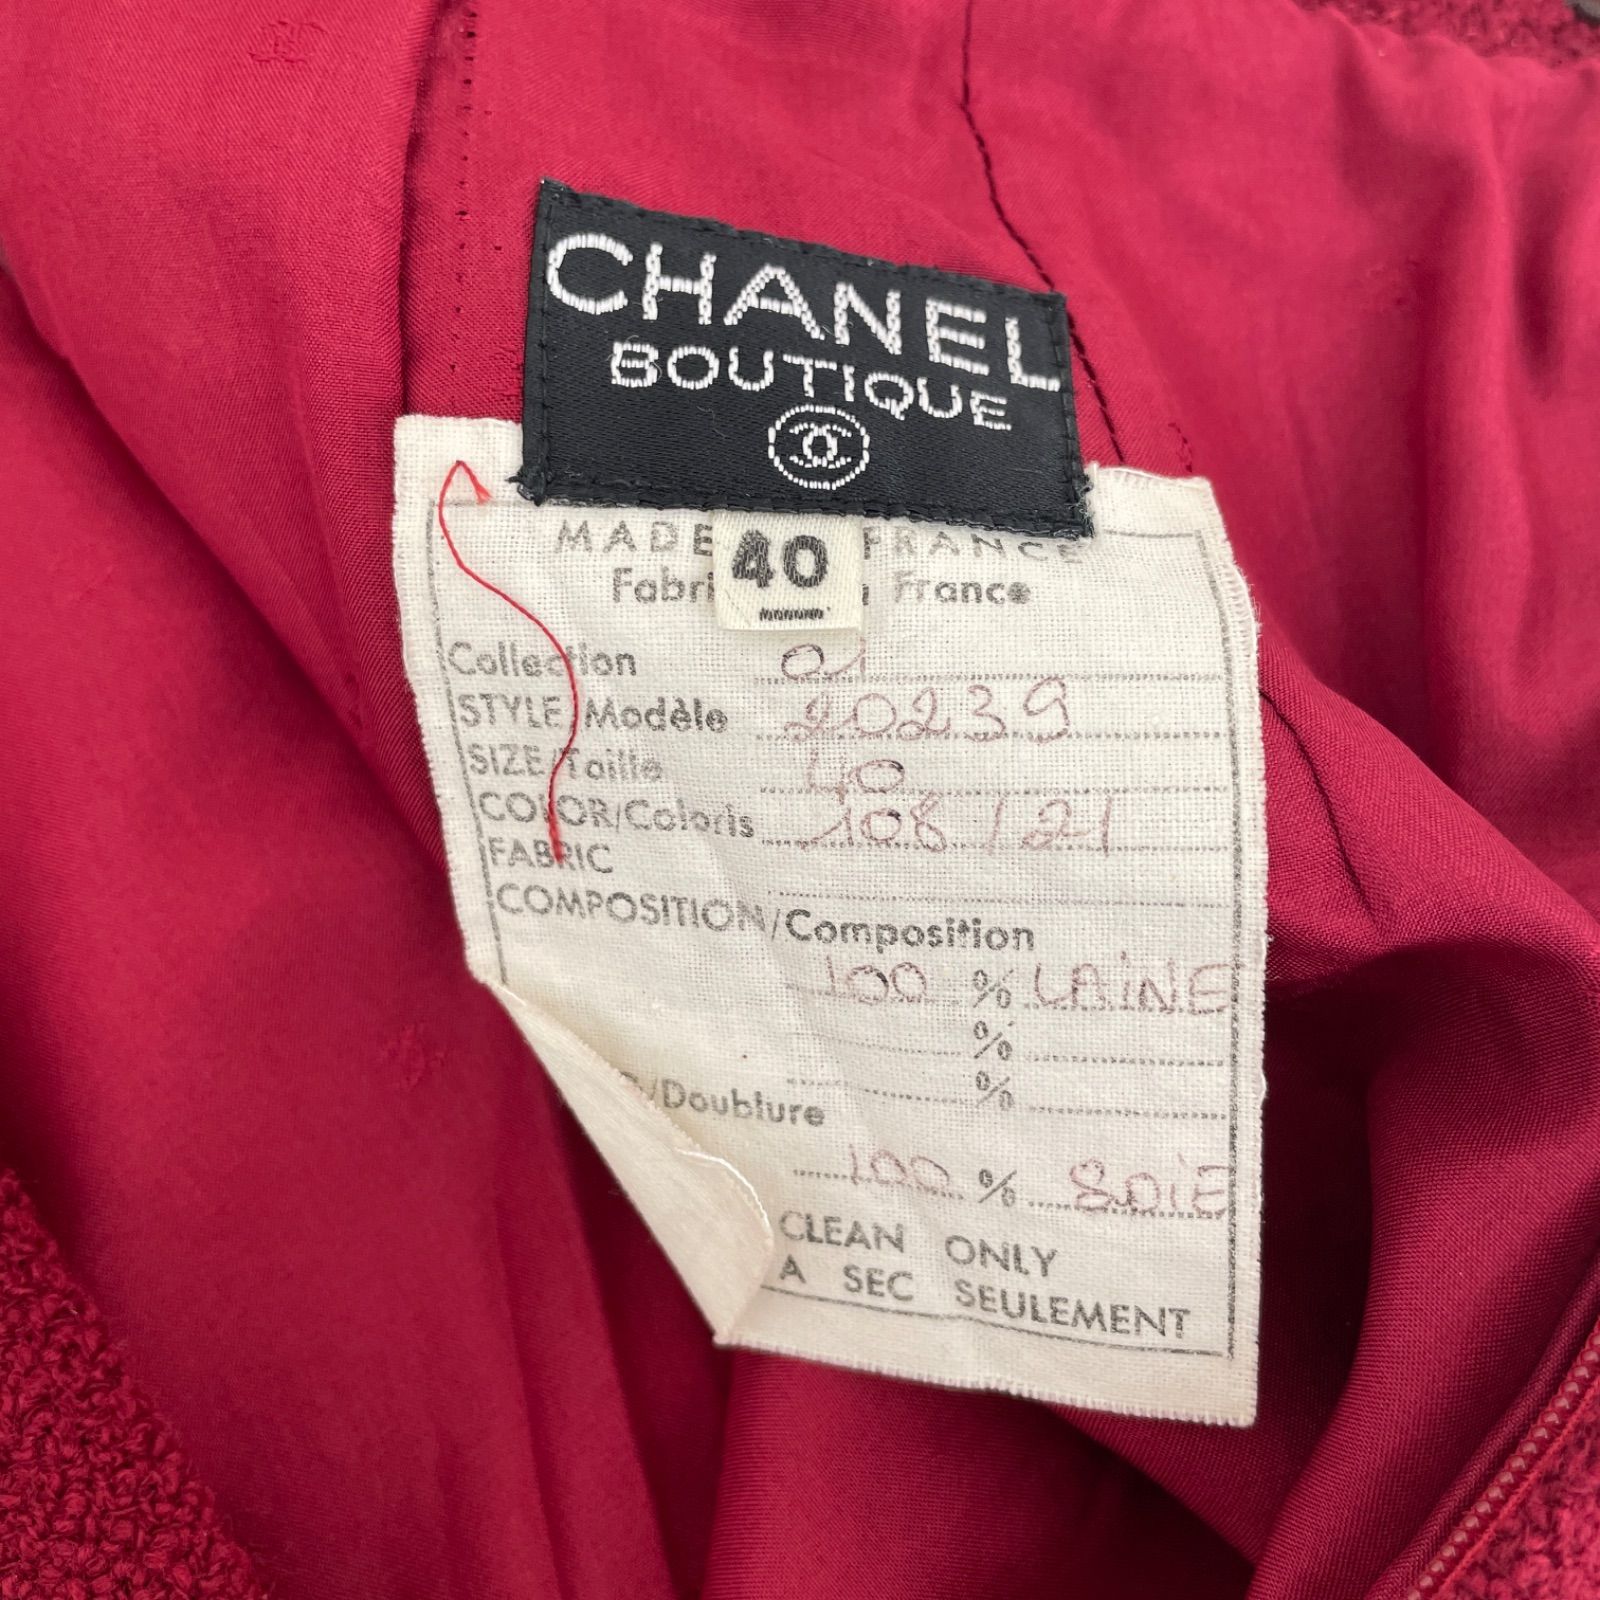 CHANEL
BOUTIQUE
MADE FRANCE
40
Fabri France
Collection 01
STYLE/Modèle 20239
SIZE/Taille 40
COLOR/Coloris 108/21
FABRIC
COMPOSITION/Composition
100 % LAINE
%
%
/Doublure
100 % SOIE
CLEAN ONLY
A SEC SEULEMENT